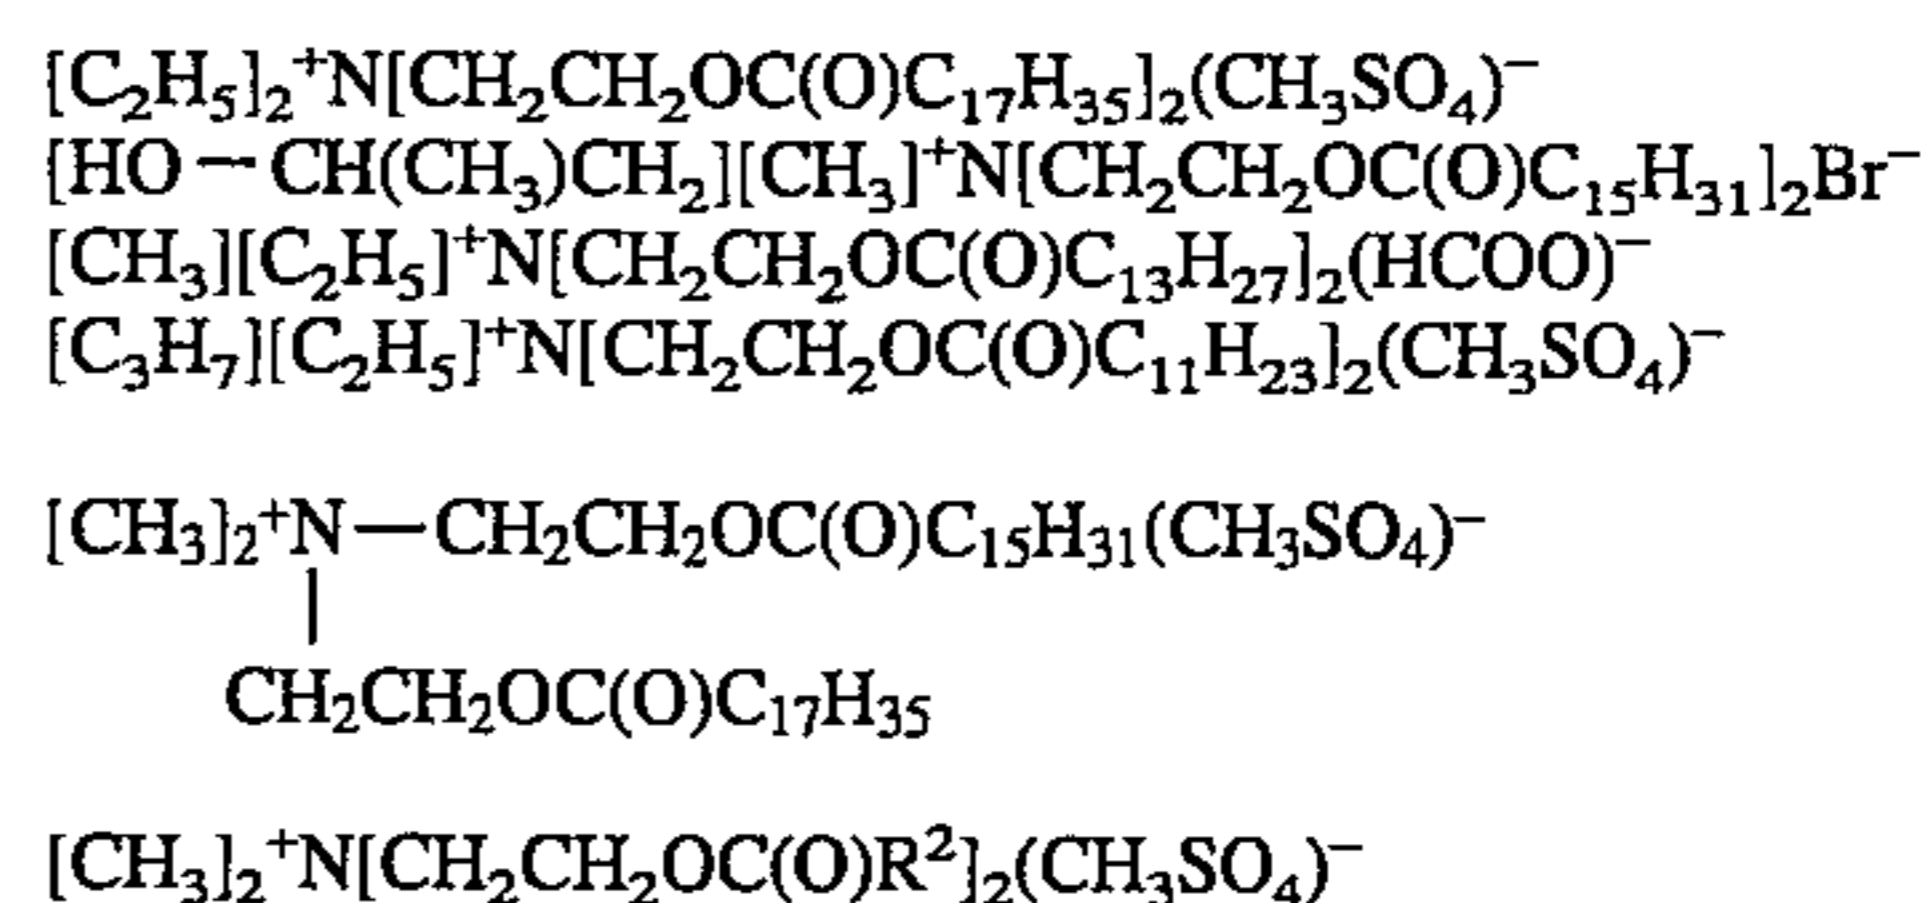 [C₂H₅]₂⁺N[CH₂CH₂OC(O)C₁₇H₃₅]₂(CH₃SO₄)⁻
[HO—CH(CH₃)CH₂][CH₃]⁺N[CH₂CH₂OC(O)C₁₅H₃₁]₂Br⁻
[CH₃][C₂H₅]⁺N[CH₂CH₂OC(O)C₁₃H₂₇]₂(HCOO)⁻
[C₃H₇][C₂H₅]⁺N[CH₂CH₂OC(O)C₁₁H₂₃]₂(CH₃SO₄)⁻
[CH₃]₂⁺N—CH₂CH₂OC(O)C₁₅H₃₁(CH₃SO₄)⁻
CH₂CH₂OC(O)C₁₇H₃₅
[CH₃]₂⁺N[CH₂CH₂OC(O)R²]₂(CH₃SO₄)⁻